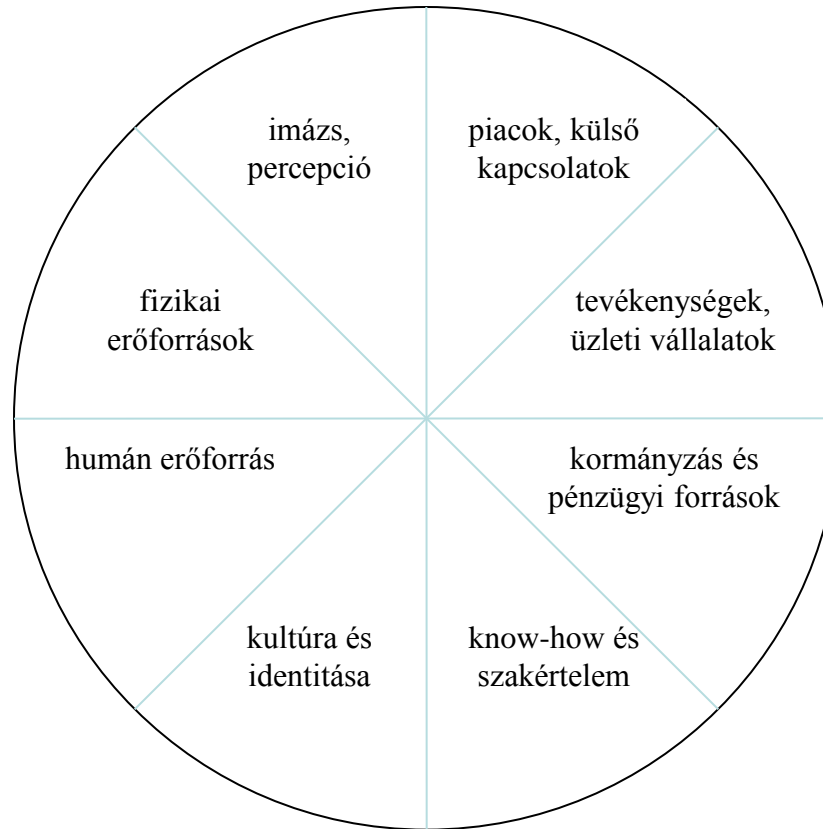 imázs,
percepció
piacok, külső
kapcsolatok
fizikai
erőforrások
tevékenységek,
üzleti vállalatok
humán erőforrás
kormányzás és
pénzügyi források
kultúra és
identitása
know-how és
szakértelem